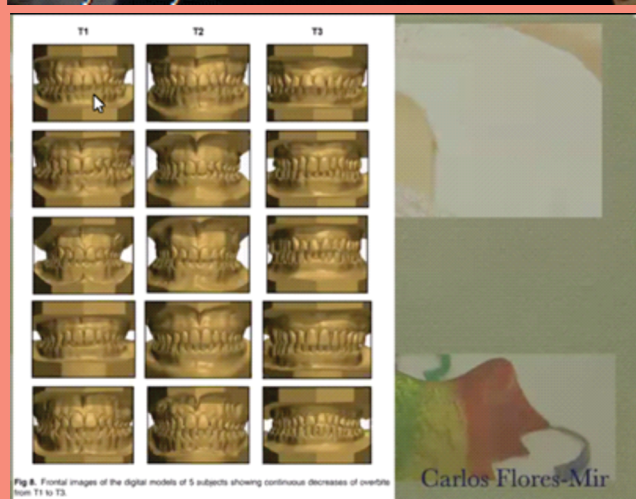 T1 T2 T3
Fig 8. Frontal images of the digital models of 5 subjects showing continuous decreases of overbite
from T1 to T3.
Carlos Flores-Mir